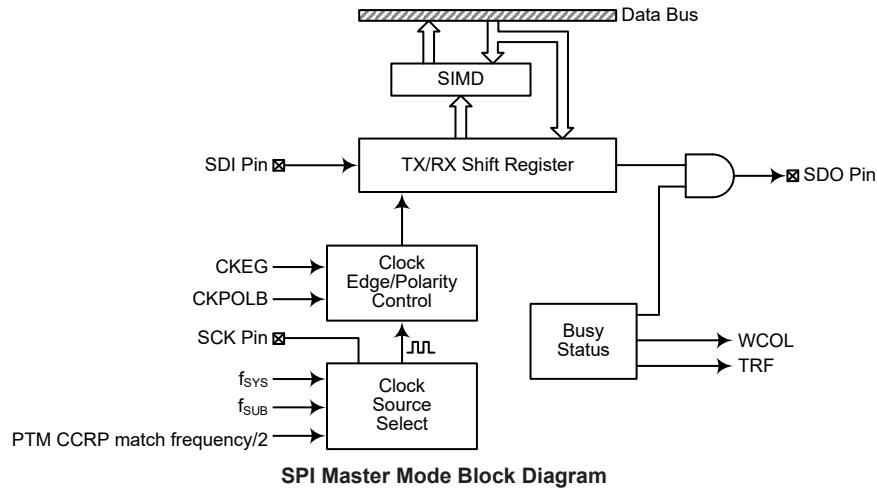 Data Bus
SIMD
SDI Pin
TX/RX Shift Register
SDO Pin
CKEG
CKPOLB
Clock
Edge/Polarity
Control
SCK Pin
Busy
Status
WCOL
TRF
fSYS
fSUB
PTM CCRP match frequency/2
Clock
Source
Select
SPI Master Mode Block Diagram